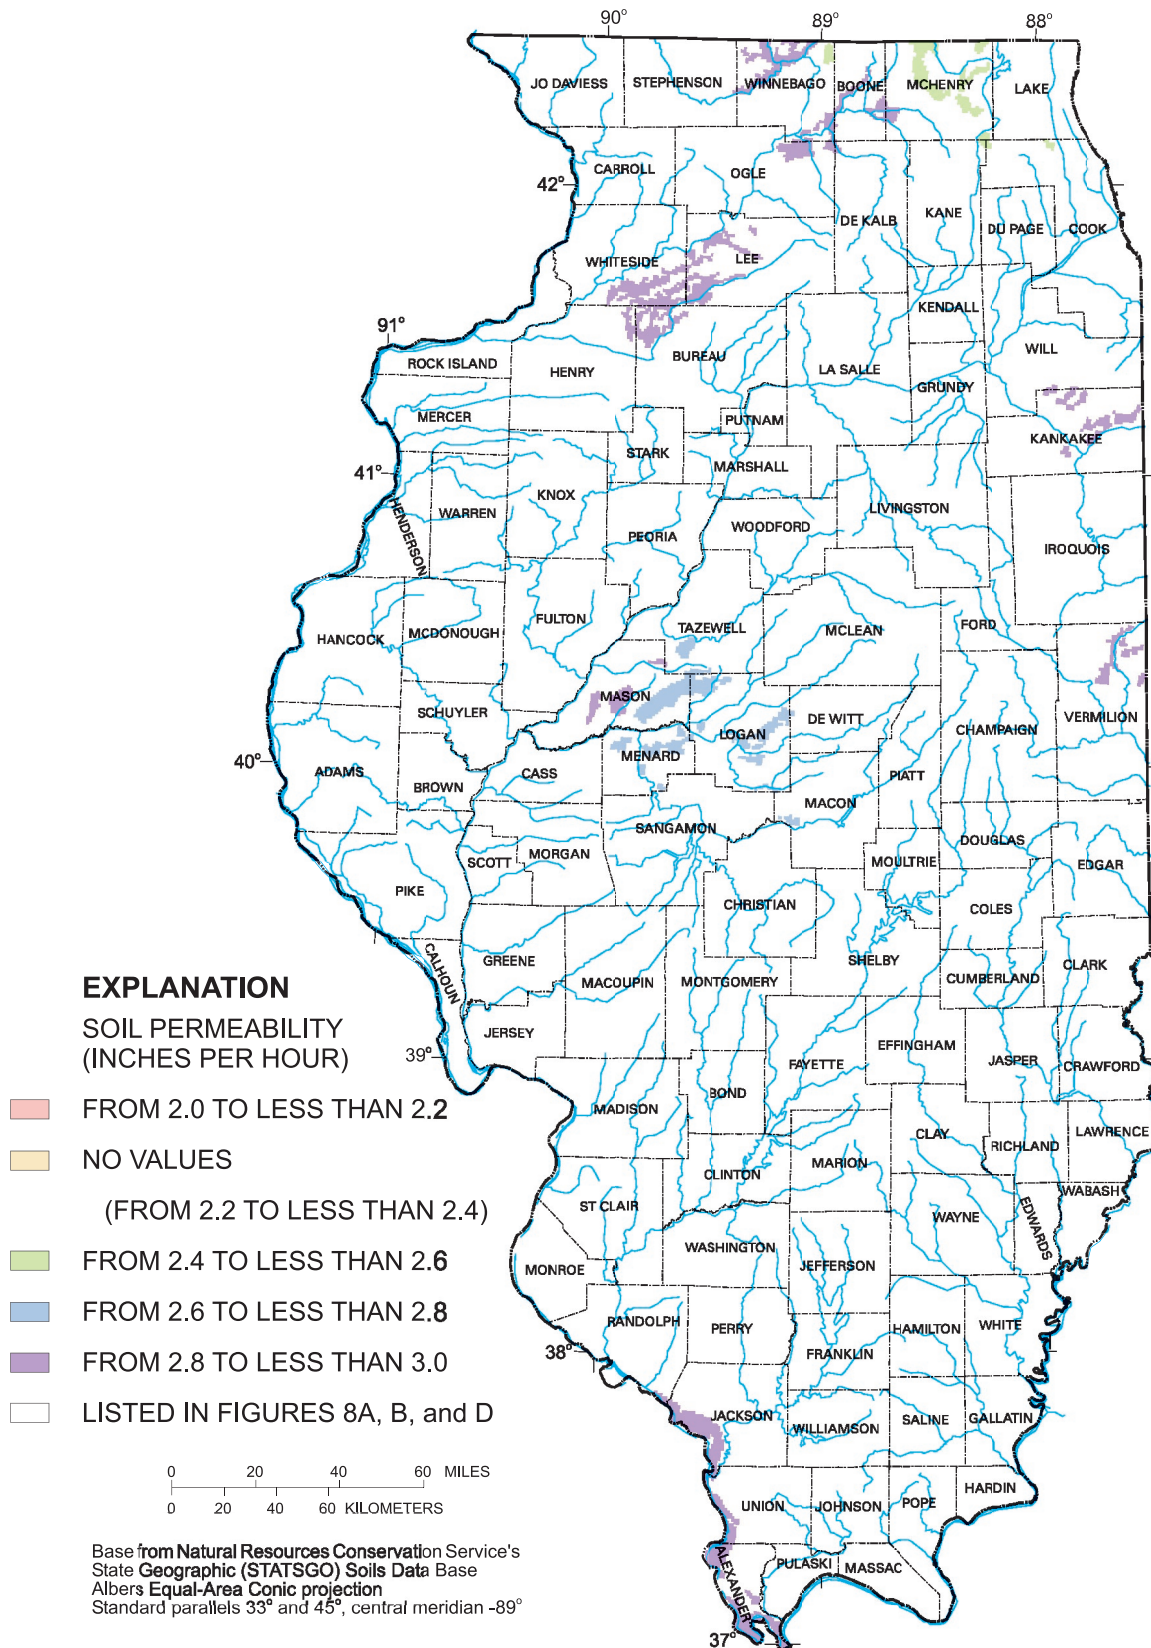 90° 89° 88°
JO DAVIESS STEPHENSON WINNEBAGO BOONE MCHENRY LAKE
CARROLL OGLE
42°
DE KALB KANE DU PAGE COOK
WHITESIDE LEE
KENDALL
91°
ROCK ISLAND HENRY BUREAU LA SALLE WILL
GRUNDY
MERCER PUTNAM
KANKAKEE
STARK
MARSHALL
41°
KNOX
HENDERSON WARREN WOODFORD LIVINGSTON
PEORIA
IROQUOIS
FULTON
HANCOCK MCDONOUGH TAZEWELL MCLEAN FORD
MASON
SCHUYLER DE WITT VERMILION
LOGAN CHAMPAIGN
40°
MENARD
ADAMS CASS PIATT
BROWN
MACON
SANGAMON
DOUGLAS
SCOTT MORGAN MOULTRIE EDGAR
PIKE
CHRISTIAN COLES
CALHOUN GREENE SHELBY CLARK
MACOUPIN MONTGOMERY CUMBERLAND
EXPLANATION
SOIL PERMEABILITY
(INCHES PER HOUR)
JERSEY
39°
EFFINGHAM
FAYETTE JASPER CRAWFORD
BOND
MADISON
FROM 2.0 TO LESS THAN 2.2
CLAY LAWRENCE
RICHLAND
NO VALUES
MARION
CLINTON
WABASH
(FROM 2.2 TO LESS THAN 2.4)
ST CLAIR
WAYNE EDWARDS
WASHINGTON
FROM 2.4 TO LESS THAN 2.6
MONROE JEFFERSON
FROM 2.6 TO LESS THAN 2.8
RANDOLPH PERRY HAMILTON WHITE
38°
FRANKLIN
FROM 2.8 TO LESS THAN 3.0
LISTED IN FIGURES 8A, B, and D
JACKSON WILLIAMSON SALINE GALLATIN
0 20 40 60 MILES
0 20 40 60 KILOMETERS
HARDIN
UNION JOHNSON POPE
Base from Natural Resources Conservation Service's
State Geographic (STATSGO) Soils Data Base
Albers Equal-Area Conic projection
Standard parallels 33° and 45°, central meridian -89°
ALEXANDER PULASKI MASSAC
37°